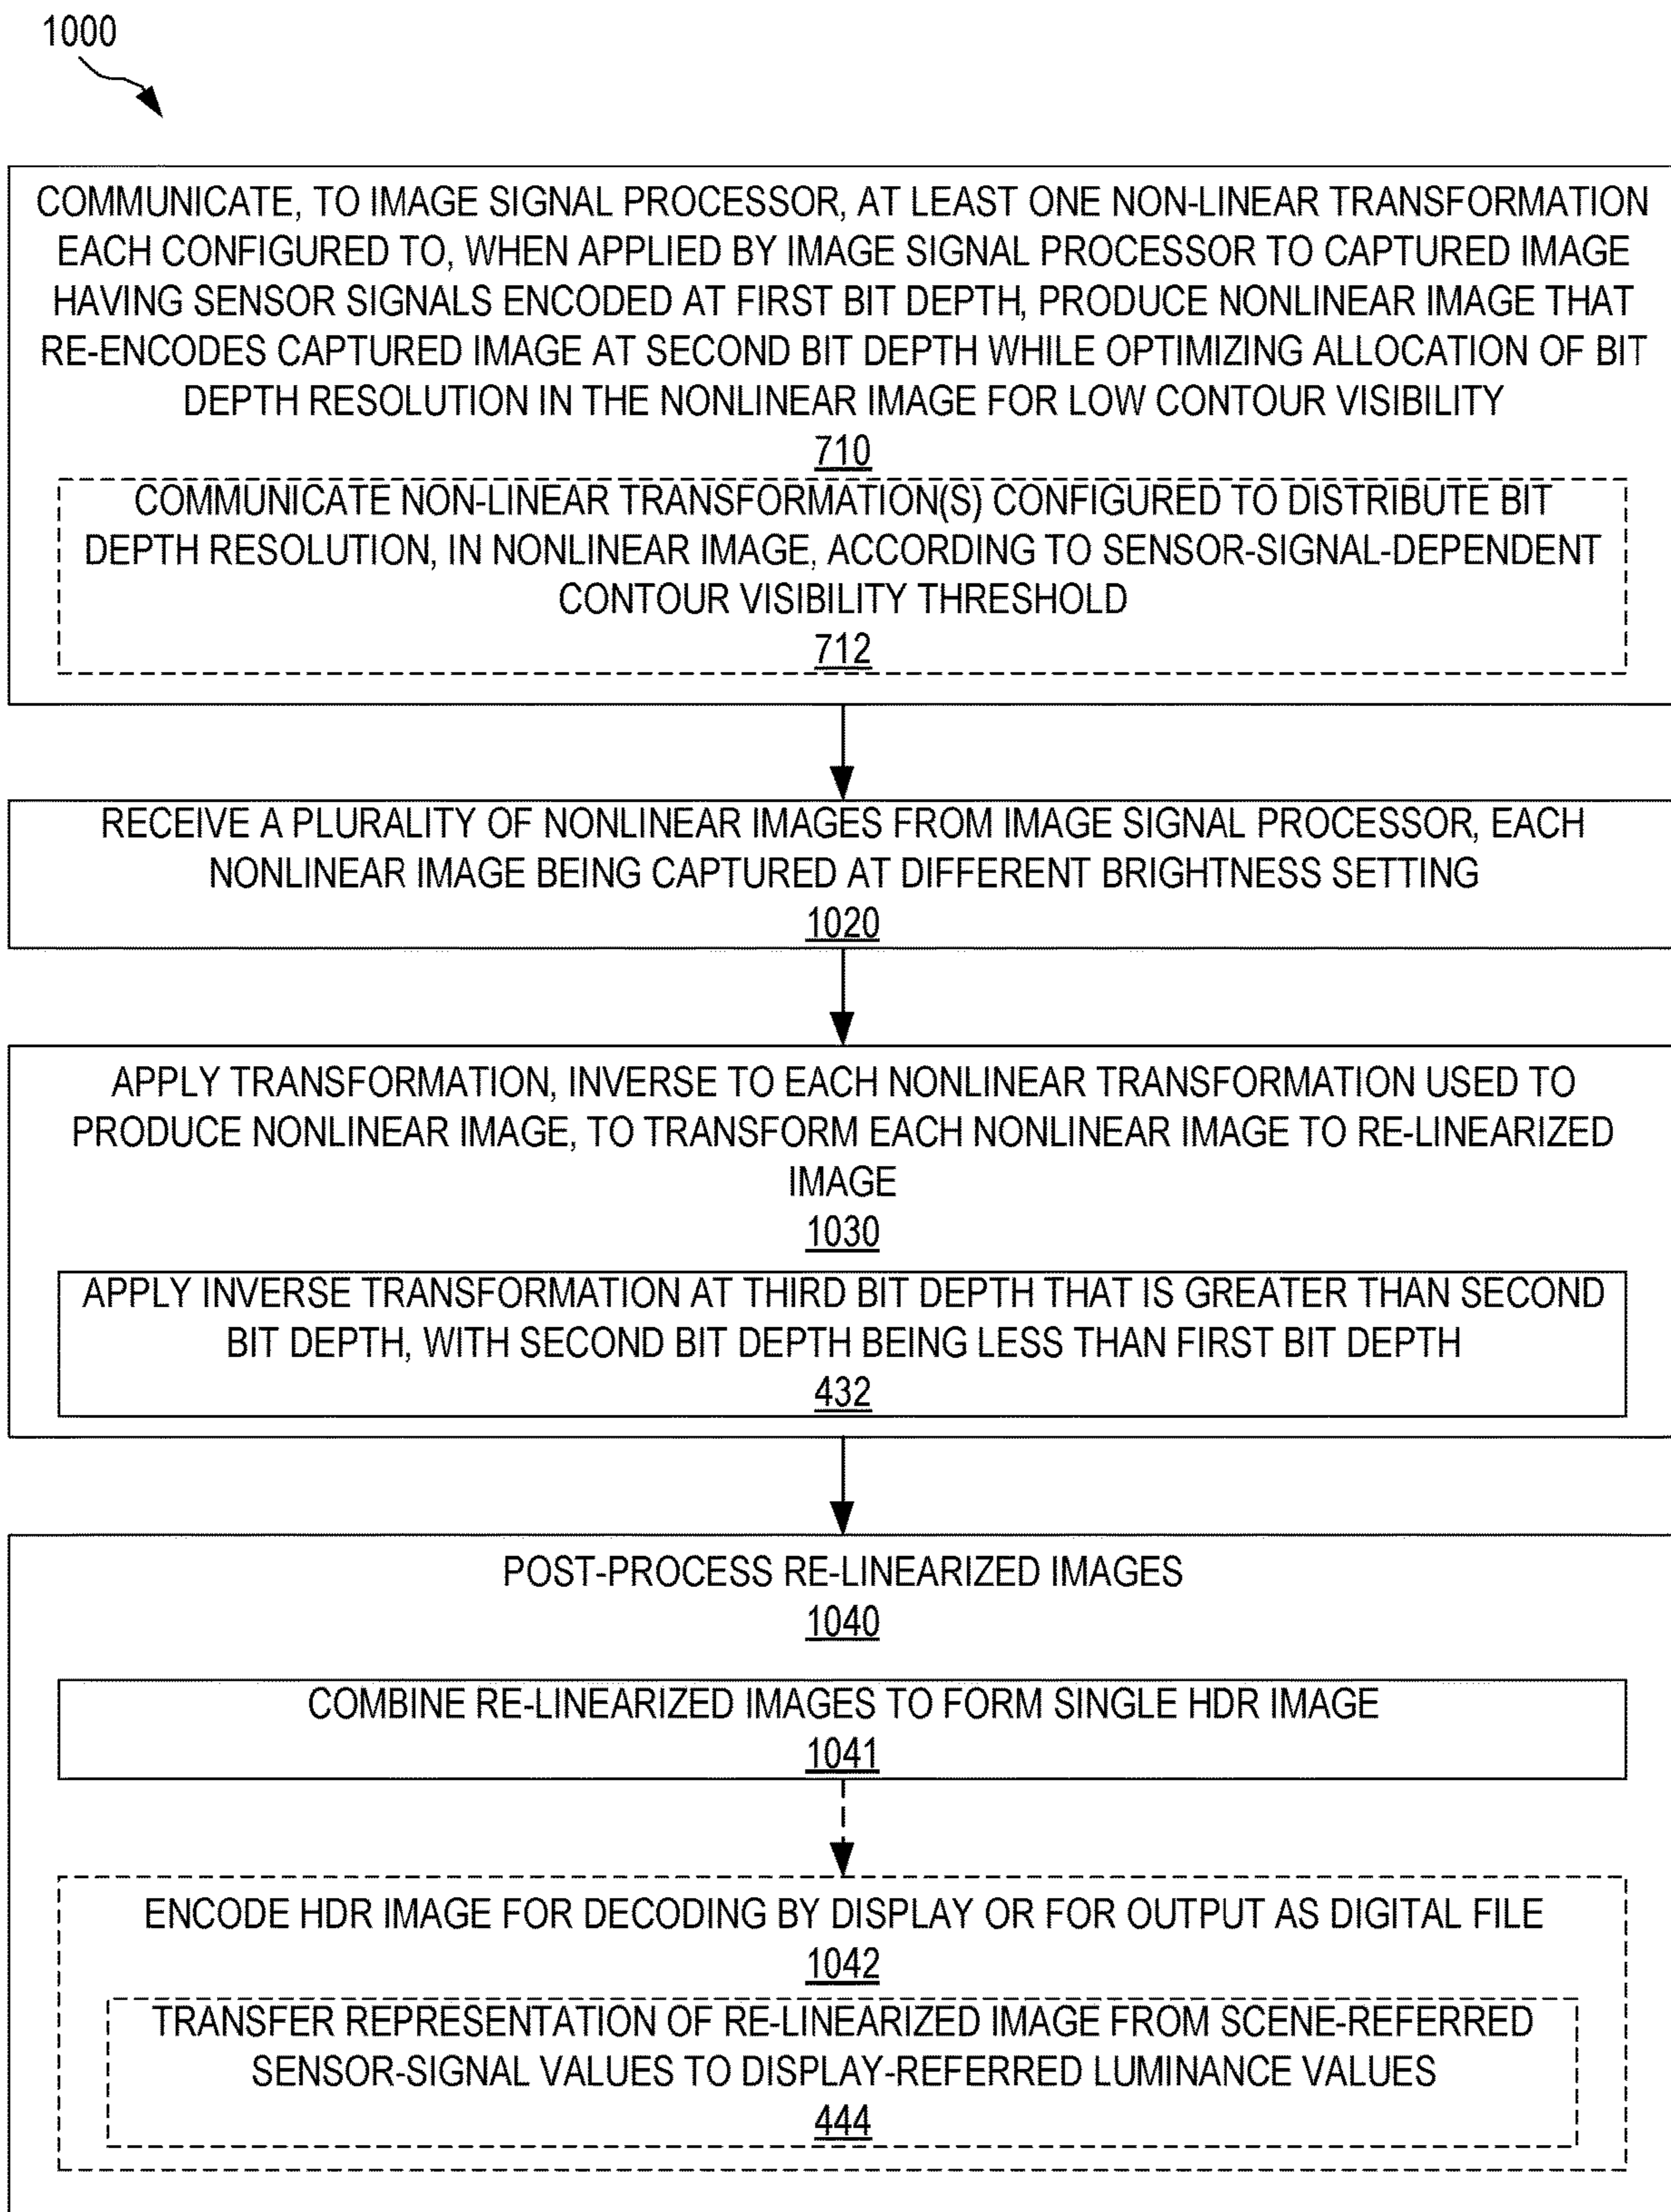 1000
COMMUNICATE, TO IMAGE SIGNAL PROCESSOR, AT LEAST ONE NON-LINEAR TRANSFORMATION
EACH CONFIGURED TO, WHEN APPLIED BY IMAGE SIGNAL PROCESSOR TO CAPTURED IMAGE
HAVING SENSOR SIGNALS ENCODED AT FIRST BIT DEPTH, PRODUCE NONLINEAR IMAGE THAT
RE-ENCODES CAPTURED IMAGE AT SECOND BIT DEPTH WHILE OPTIMIZING ALLOCATION OF BIT
DEPTH RESOLUTION IN THE NONLINEAR IMAGE FOR LOW CONTOUR VISIBILITY
710
COMMUNICATE NON-LINEAR TRANSFORMATION(S) CONFIGURED TO DISTRIBUTE BIT
DEPTH RESOLUTION, IN NONLINEAR IMAGE, ACCORDING TO SENSOR-SIGNAL-DEPENDENT
CONTOUR VISIBILITY THRESHOLD
712
RECEIVE A PLURALITY OF NONLINEAR IMAGES FROM IMAGE SIGNAL PROCESSOR, EACH
NONLINEAR IMAGE BEING CAPTURED AT DIFFERENT BRIGHTNESS SETTING
1020
APPLY TRANSFORMATION, INVERSE TO EACH NONLINEAR TRANSFORMATION USED TO
PRODUCE NONLINEAR IMAGE, TO TRANSFORM EACH NONLINEAR IMAGE TO RE-LINEARIZED
IMAGE
1030
APPLY INVERSE TRANSFORMATION AT THIRD BIT DEPTH THAT IS GREATER THAN SECOND
BIT DEPTH, WITH SECOND BIT DEPTH BEING LESS THAN FIRST BIT DEPTH
432
POST-PROCESS RE-LINEARIZED IMAGES
1040
COMBINE RE-LINEARIZED IMAGES TO FORM SINGLE HDR IMAGE
1041
ENCODE HDR IMAGE FOR DECODING BY DISPLAY OR FOR OUTPUT AS DIGITAL FILE
1042
TRANSFER REPRESENTATION OF RE-LINEARIZED IMAGE FROM SCENE-REFERRED
SENSOR-SIGNAL VALUES TO DISPLAY-REFERRED LUMINANCE VALUES
444